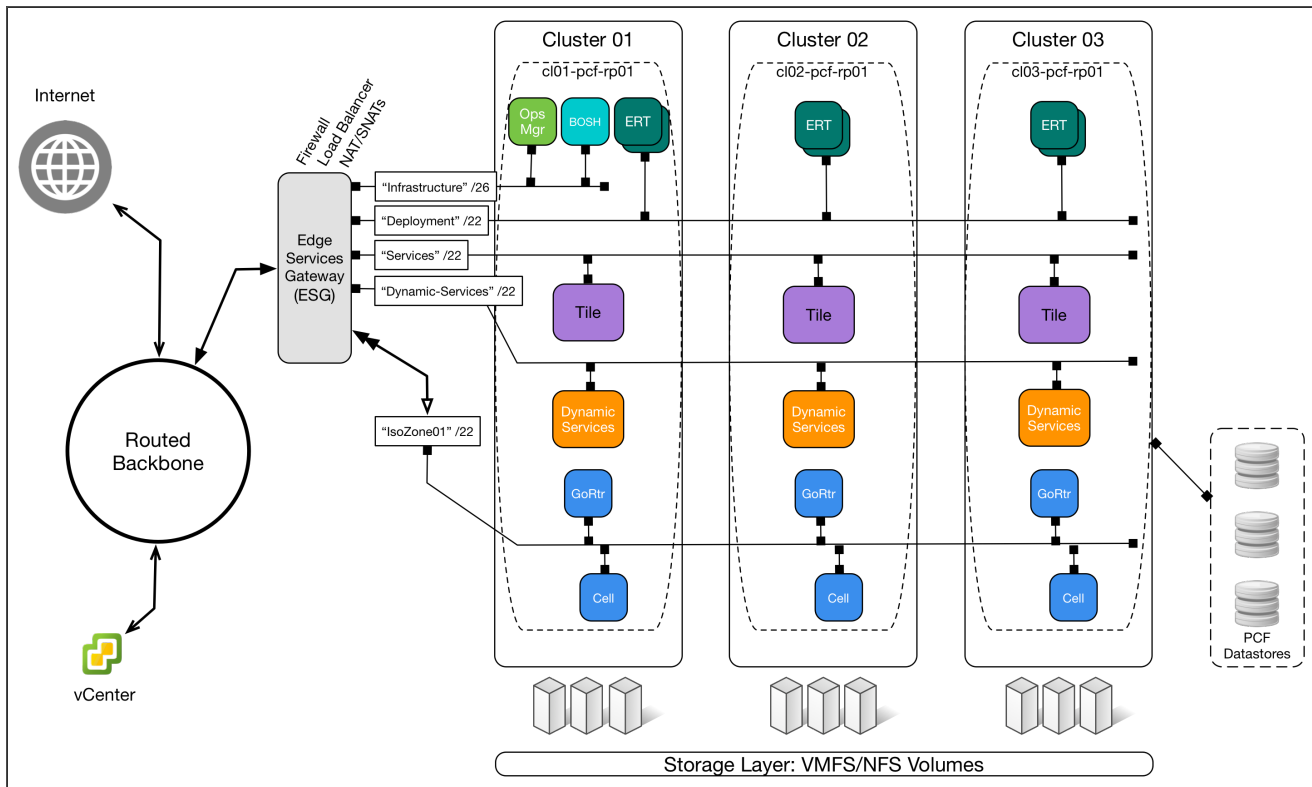 Internet
Firewall
Load Balancer
NAT/SNATs
Edge
Services
Gateway
(ESG)
Routed
Backbone
vCenter
"Infrastructure" /26
"Deployment" /22
"Services" /22
"Dynamic-Services" /22
"IsoZone01" /22
Cluster 01
cl01-pcf-rp01
Ops
Mgr
BOSH
ERT
Tile
Dynamic
Services
GoRtr
Cell
Cluster 02
cl02-pcf-rp01
ERT
Tile
Dynamic
Services
GoRtr
Cell
Cluster 03
cl03-pcf-rp01
ERT
Tile
Dynamic
Services
GoRtr
Cell
PCF
Datastores
Storage Layer: VMFS/NFS Volumes